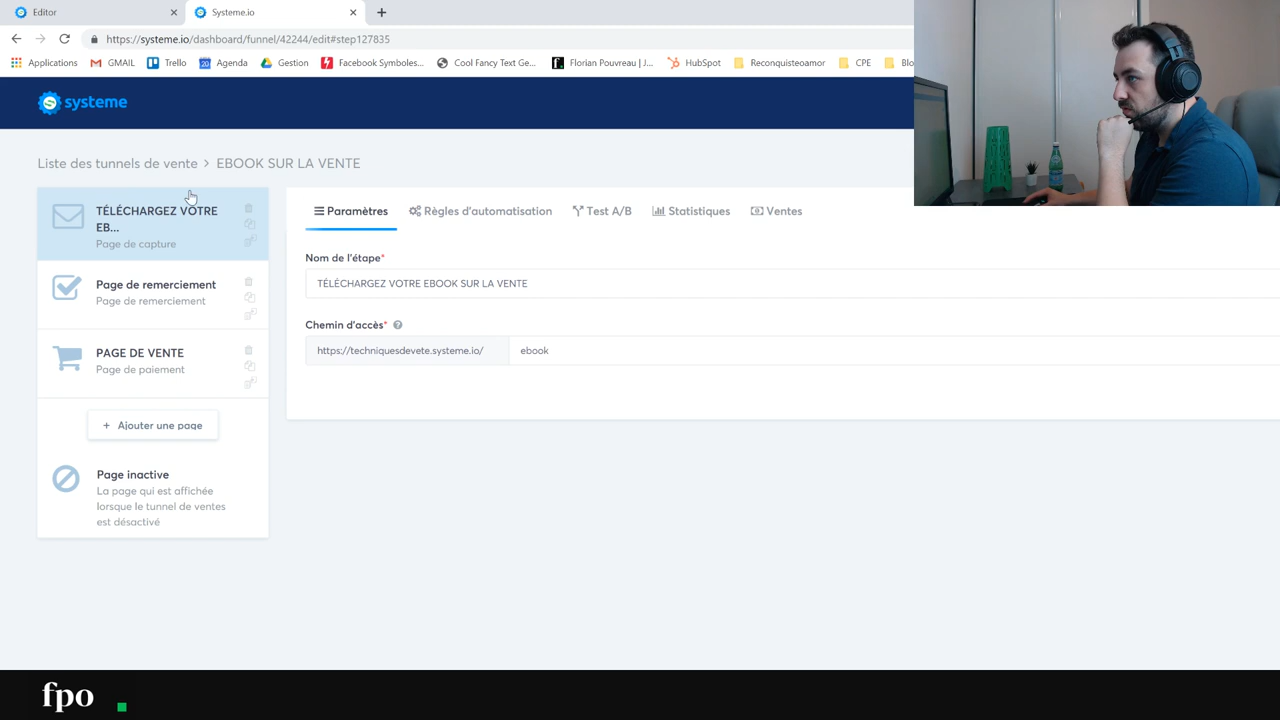 Editor
Systeme.io
https://systeme.io/dashboard/funnel/42244/edit#step127835
Applications GMAIL Trello Agenda Gestion Facebook Symboles... Cool Fancy Text Ge... Florian Pouvreau | J... HubSpot Reconquisteamor CPE Blo
systeme
Liste des tunnels de vente > EBOOK SUR LA VENTE
TÉLÉCHARGEZ VOTRE
EB...
Page de capture
Page de remerciement
Page de remerciement
PAGE DE VENTE
Page de paiement
+ Ajouter une page
Page inactive
La page qui est affichée
lorsque le tunnel de ventes
est désactivé
Paramètres Règles d'automatisation Test A/B Statistiques Ventes
Nom de l'étape*
TÉLÉCHARGEZ VOTRE EBOOK SUR LA VENTE
Chemin d'accès* ?
https://techniquesdevete.systeme.io/ ebook
fpo